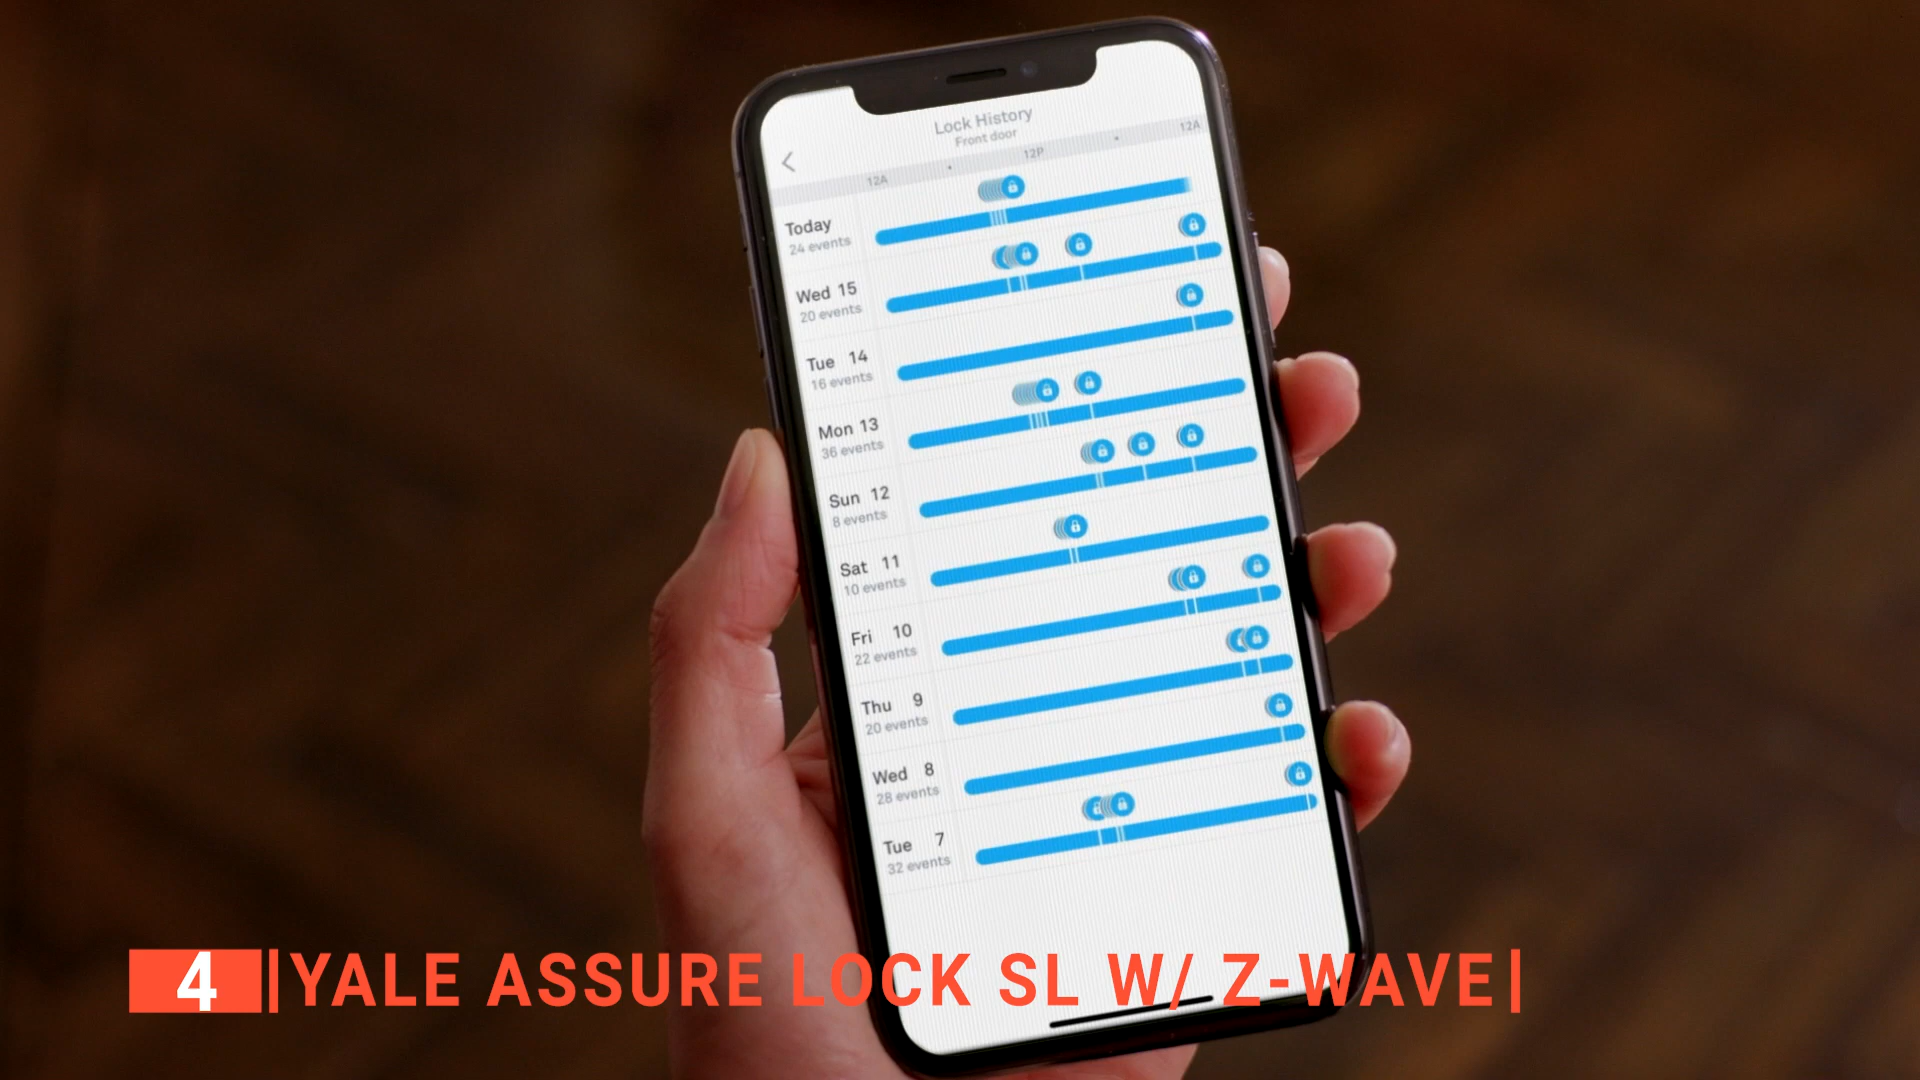 Lock History
Front door
12A 12P 12A
Today
24 events
Wed 15
20 events
Tue 14
16 events
Mon 13
36 events
Sun 12
8 events
Sat 11
10 events
Fri 10
22 events
Thu 9
20 events
Wed 8
28 events
Tue 7
32 events
4 |YALE ASSURE LOCK SL W/ Z-WAVE|